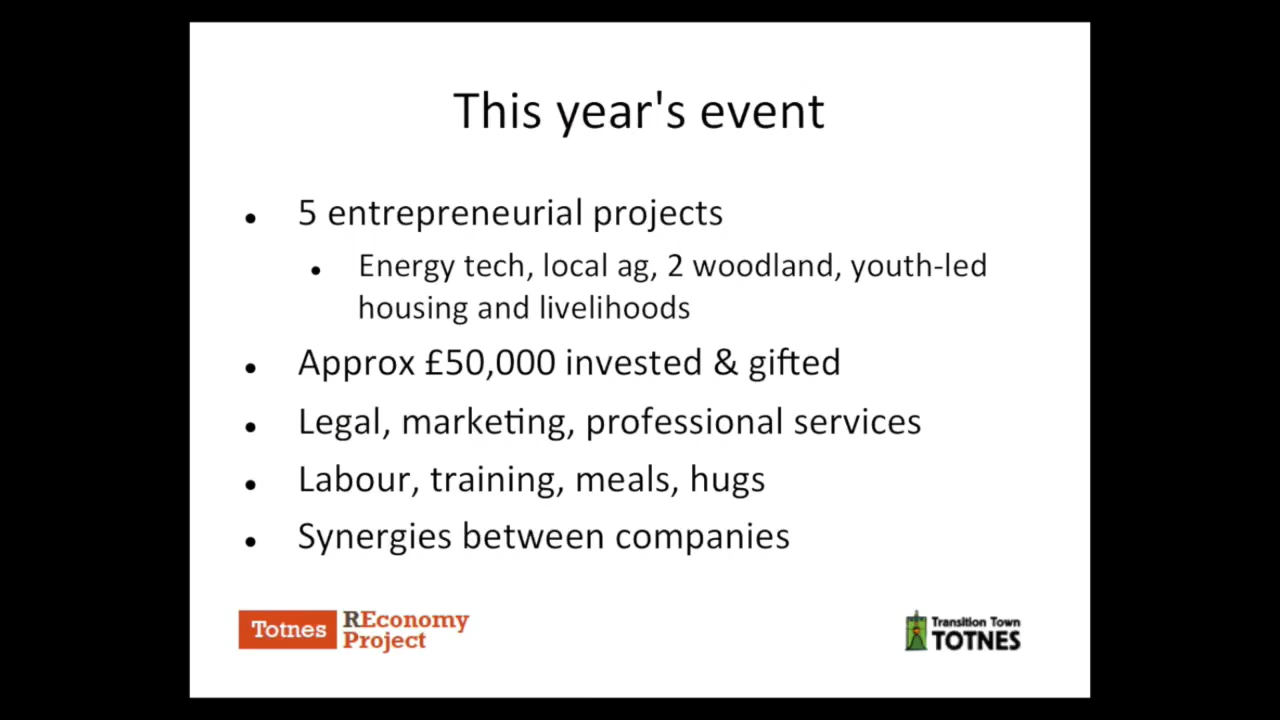 This year's event
5 entrepreneurial projects
Energy tech, local ag, 2 woodland, youth-led
housing and livelihoods
Approx £50,000 invested & gifted
Legal, marketing, professional services
Labour, training, meals, hugs
Synergies between companies
Totnes REconomy
Project
Transition Town
TOTNES